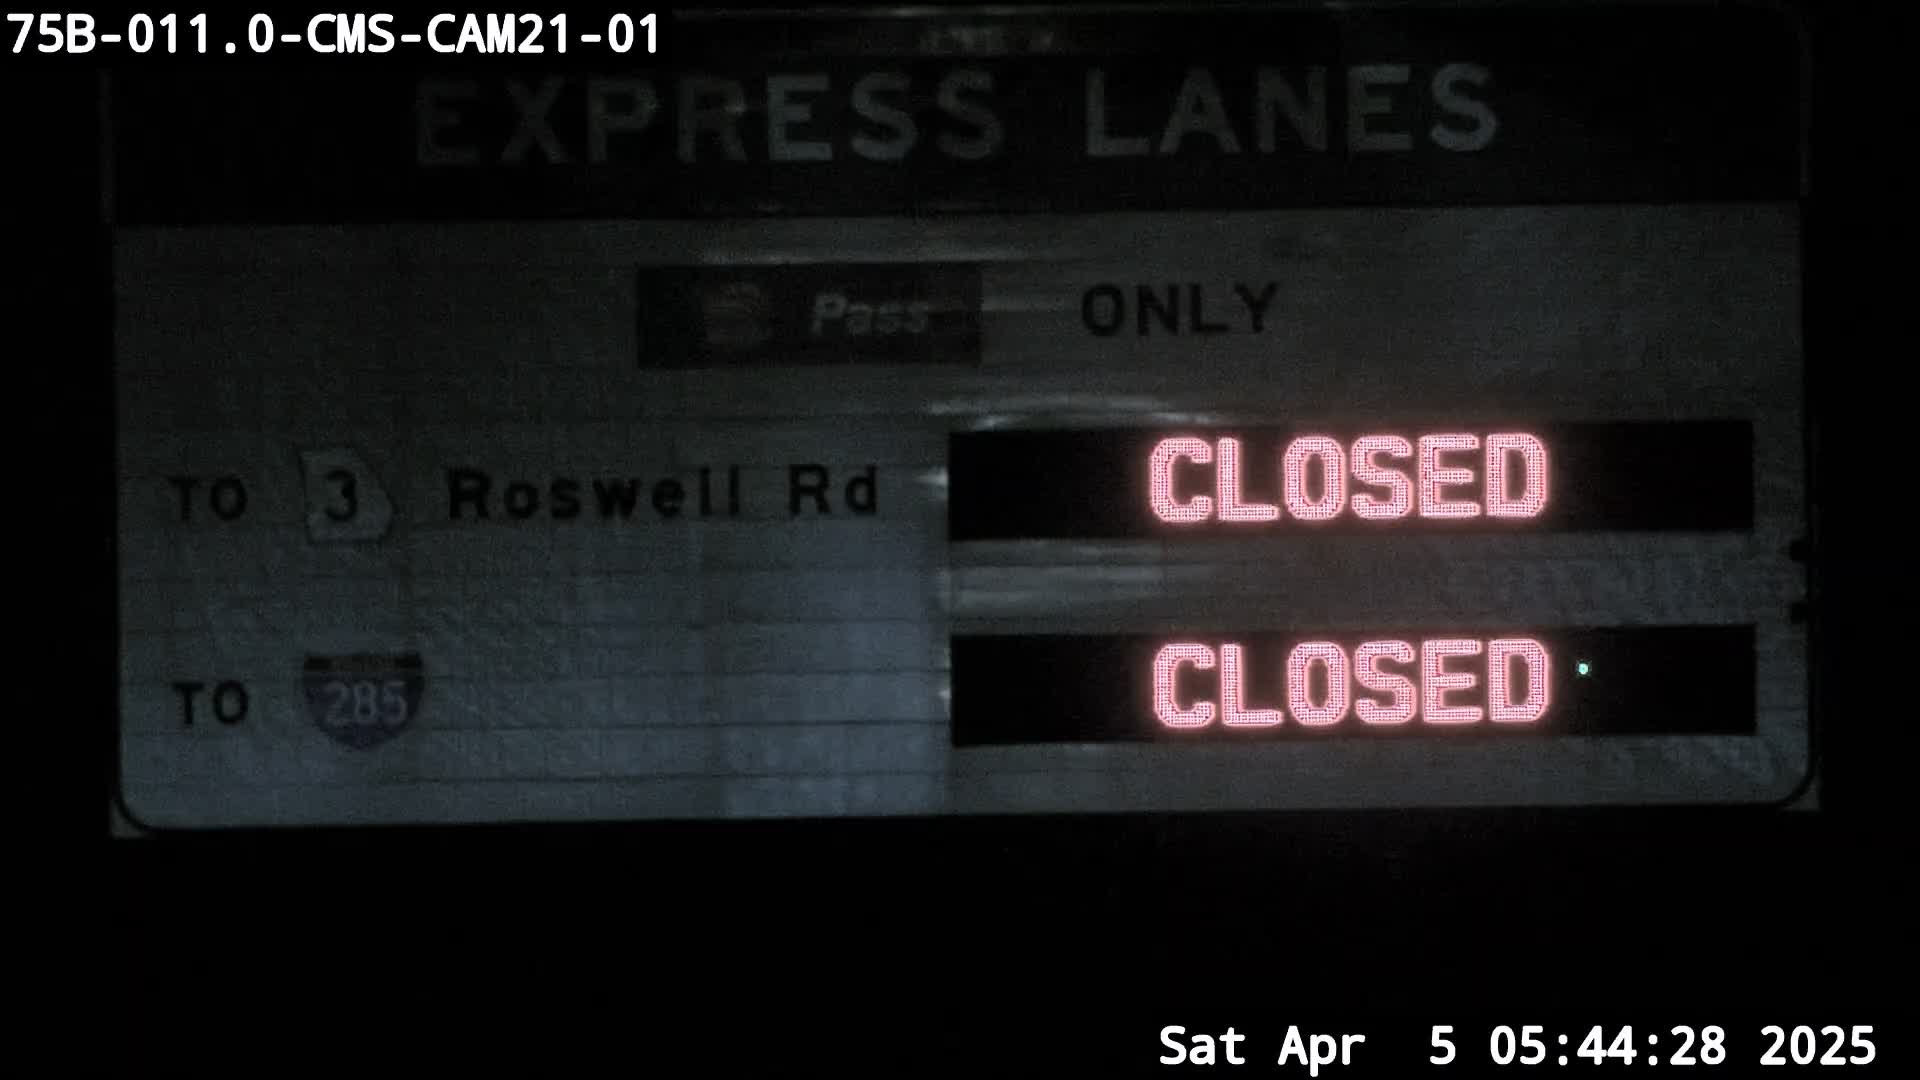 75B-011.0-CMS-CAM21-01
EXPRESS LANES
Pass ONLY
TO 3 Roswell Rd CLOSED
TO 285 CLOSED
Sat Apr 5 05:44:28 2025